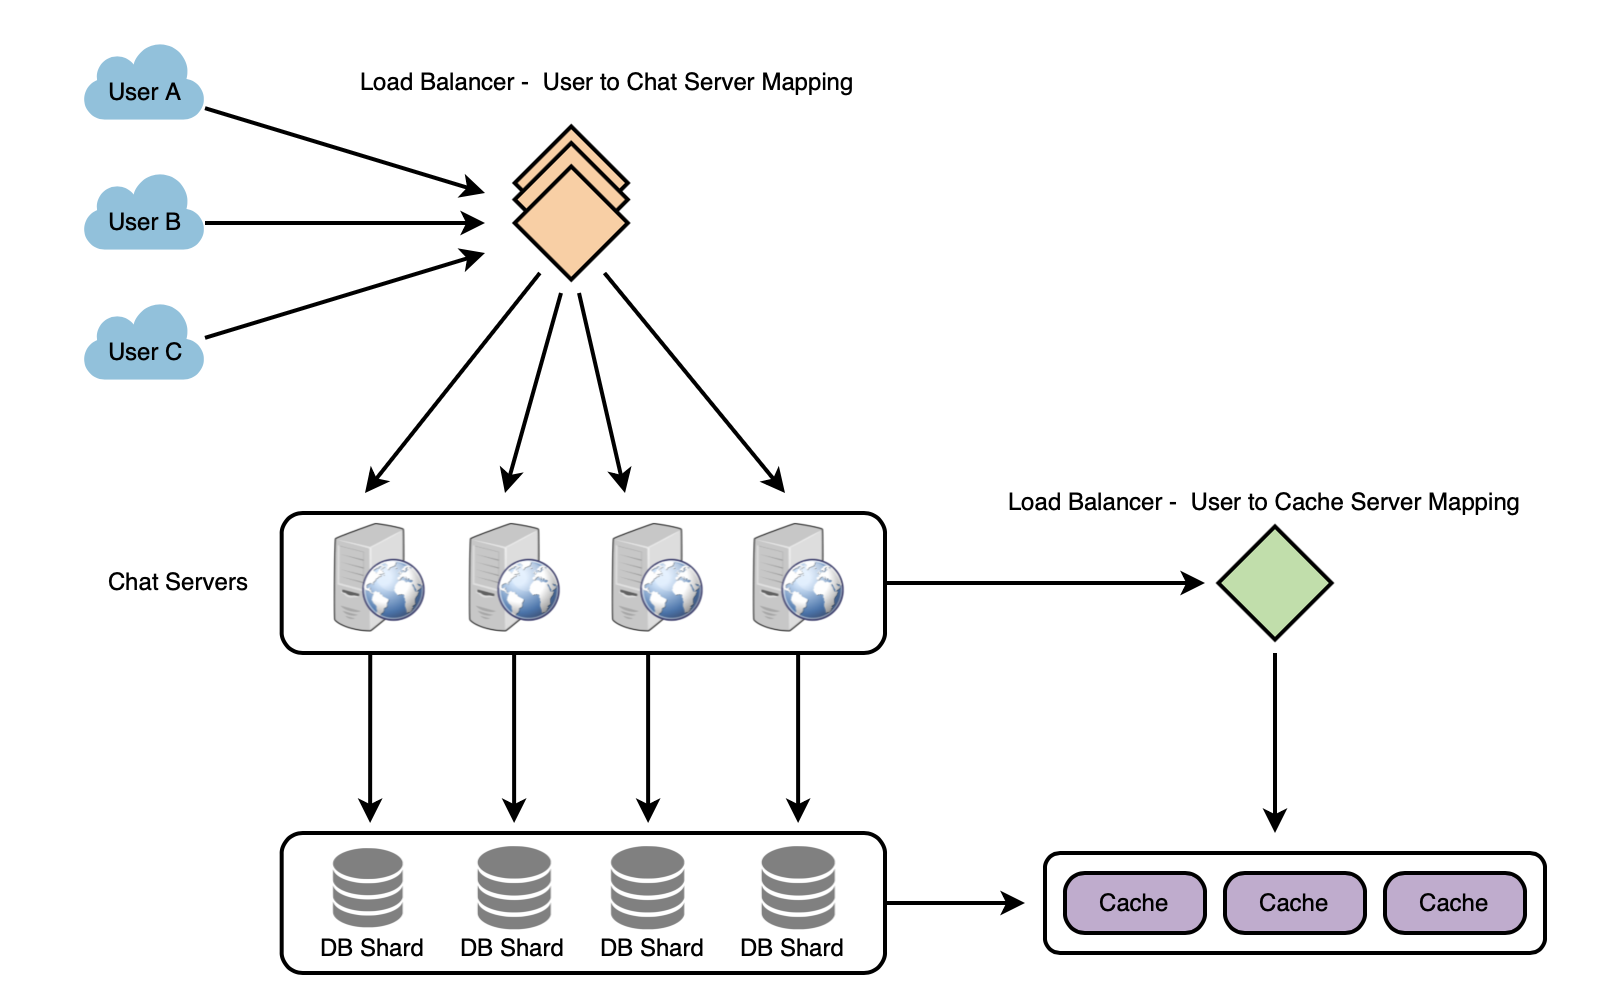 User A
Load Balancer -  User to Chat Server Mapping
User B
User C
Load Balancer -  User to Cache Server Mapping
Chat Servers
Cache
Cache
Cache
DB Shard
DB Shard
DB Shard
DB Shard